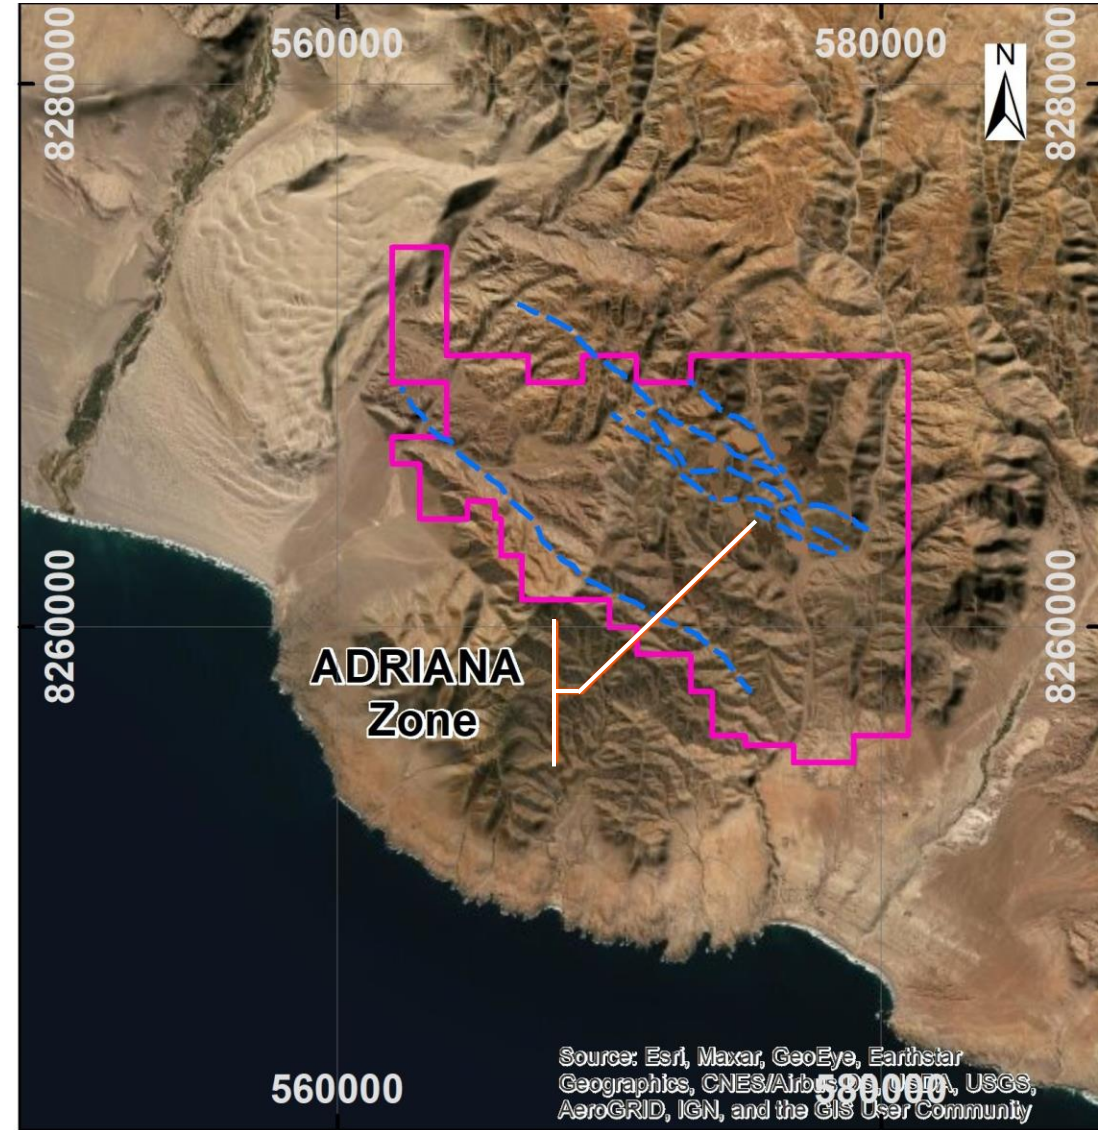 560000
580000
N
8280000
8280000
8260000
8260000
ADRIANA
Zone
Source: Esri, Maxar, GeoEye, Earthstar
Geographics, CNES/Airbus DS, USDA, USGS,
AeroGRID, IGN, and the GIS User Community
560000
580000